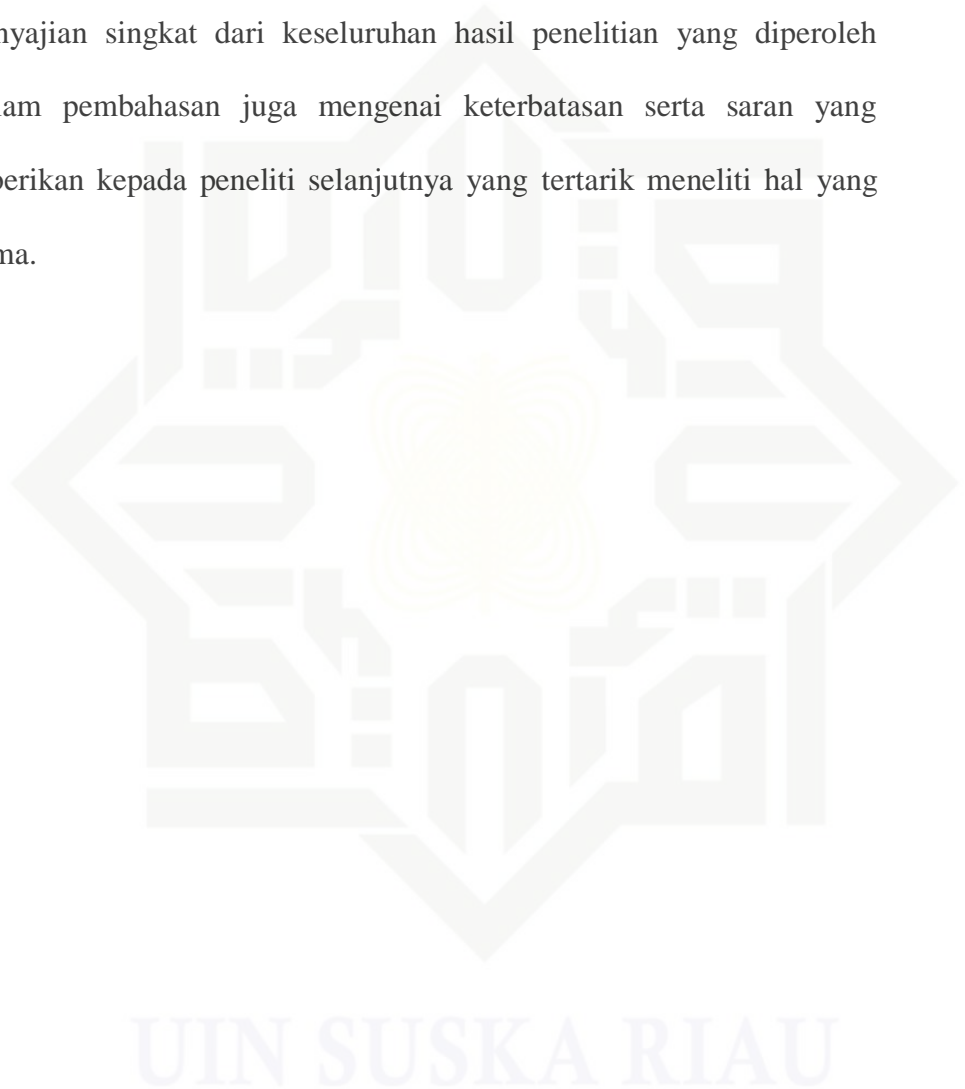 nyajian singkat dari keseluruhan hasil penelitian yang diperoleh
lam pembahasan juga mengenai keterbatasan serta saran yang
berikan kepada peneliti selanjutnya yang tertarik meneliti hal yang
ma.
UIN SUSKA RIAU